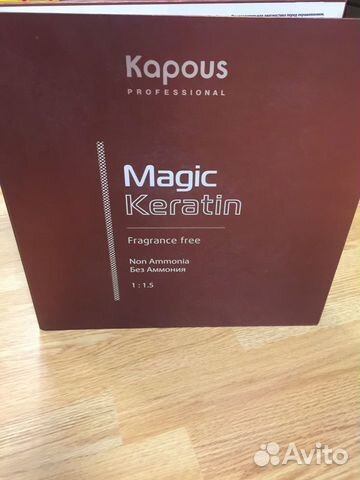 Kapous
PROFESSIONAL
Magic
Keratin
Fragrance free
Non Ammonia
Без Аммония
1 : 1.5
Avito